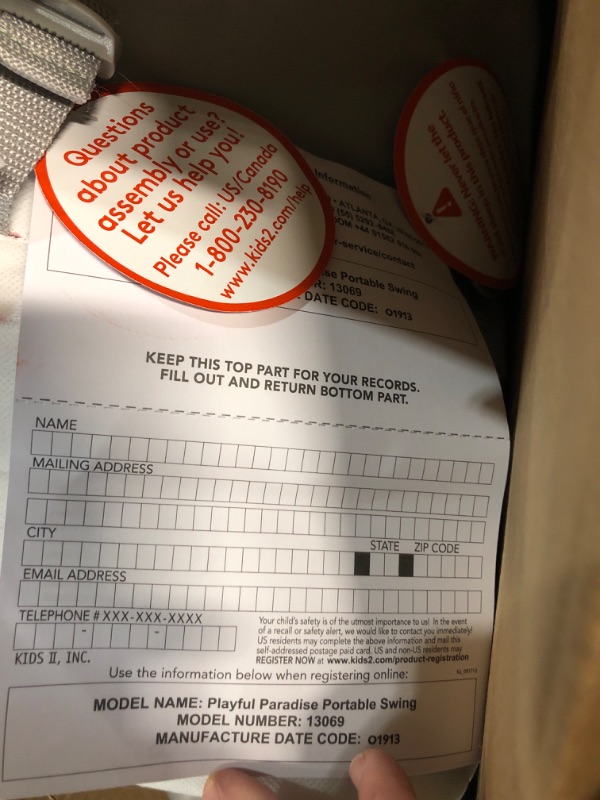 Questions
about product
assembly or use?
Let us help you!
Please call: US/Canada
1-800-230-8190
www.kids2.com/help
WARNING: Never let the
this product.
Information
ATLANTA, GA
r-service/contact
se Portable Swing
R: 13069
DATE CODE: O1913
KEEP THIS TOP PART FOR YOUR RECORDS.
FILL OUT AND RETURN BOTTOM PART.
NAME
MAILING ADDRESS
CITY
STATE ZIP CODE
EMAIL ADDRESS
TELEPHONE # XXX-XXX-XXXX
Your child's safety is of the utmost importance to us! In the event
of a recall or safety alert, we would like to contact you immediately!
US residents may complete the above information and mail this
self-addressed postage paid card. US and non-US residents may
REGISTER NOW at www.kids2.com/product-registration
KIDS II, INC.
Use the information below when registering online:
MODEL NAME: Playful Paradise Portable Swing
MODEL NUMBER: 13069
MANUFACTURE DATE CODE: O1913